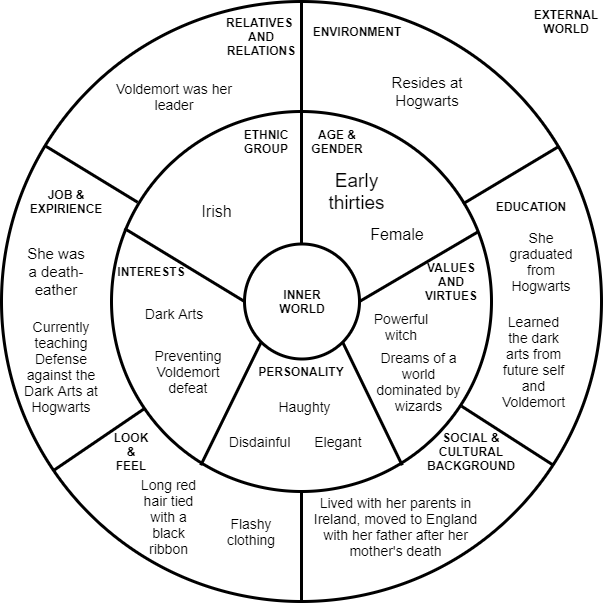 EXTERNAL
WORLD
RELATIVES
AND
RELATIONS
Voldemort was her
leader
ENVIRONMENT
Resides at
Hogwarts
ETHNIC
GROUP
Irish
AGE &
GENDER
Early
thirties
Female
JOB &
EXPIRIENCE
She was
a death-
eather
Currently
teaching
Defense
against the
Dark Arts at
Hogwarts
INTERESTS
Dark Arts
Preventing
Voldemort
defeat
INNER
WORLD
VALUES
AND
VIRTUES
Powerful
witch
Dreams of a
world
dominated by
wizards
EDUCATION
She
graduated
from
Hogwarts
Learned
the dark
arts from
future self
and
Voldemort
PERSONALITY
Haughty
Disdainful
Elegant
LOOK
&
FEEL
Long red
hair tied
with a
black
ribbon
Flashy
clothing
SOCIAL &
CULTURAL
BACKGROUND
Lived with her parents in
Ireland, moved to England
with her father after her
mother's death